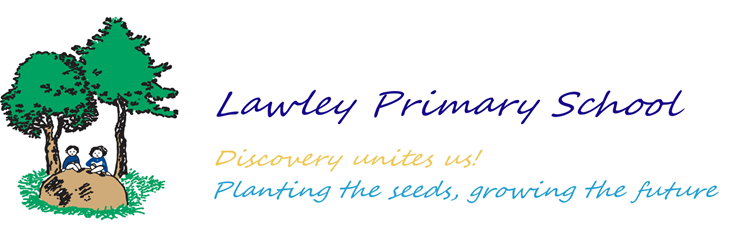 Lawley Primary School
Discovery unites us!
Planting the seeds, growing the future